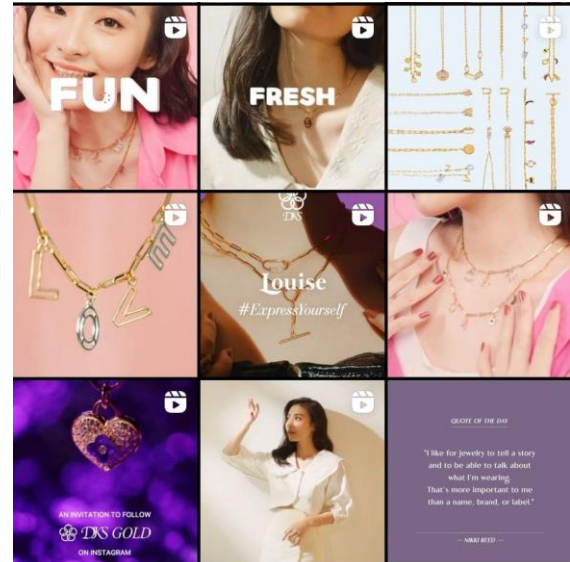 FUN
FRESH
L O V E
DKS
Louise
#ExpressYourself
AN INVITATION TO FOLLOW
DKS GOLD
ON INSTAGRAM
QUOTE OF THE DAY
"I like for jewelry to tell a story
and to be able to talk about
what I'm wearing.
That's more important to me
than a name, brand, or label."
— NIKKI REED —